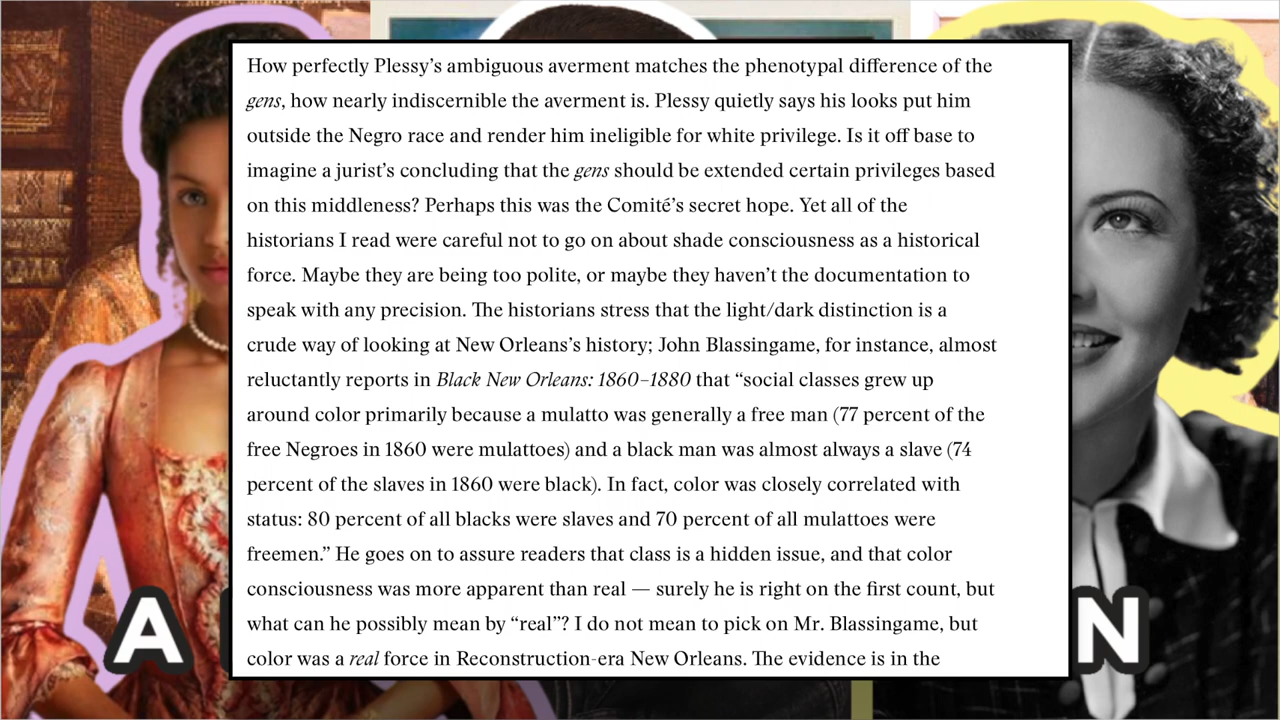 How perfectly Plessy’s ambiguous averment matches the phenotypal difference of the
gens, how nearly indiscernible the averment is. Plessy quietly says his looks put him
outside the Negro race and render him ineligible for white privilege. Is it off base to
imagine a jurist’s concluding that the gens should be extended certain privileges based
on this middleness? Perhaps this was the Comité’s secret hope. Yet all of the
historians I read were careful not to go on about shade consciousness as a historical
force. Maybe they are being too polite, or maybe they haven’t the documentation to
speak with any precision. The historians stress that the light/dark distinction is a
crude way of looking at New Orleans’s history; John Blassingame, for instance, almost
reluctantly reports in Black New Orleans: 1860–1880 that “social classes grew up
around color primarily because a mulatto was generally a free man (77 percent of the
free Negroes in 1860 were mulattoes) and a black man was almost always a slave (74
percent of the slaves in 1860 were black). In fact, color was closely correlated with
status: 80 percent of all blacks were slaves and 70 percent of all mulattoes were
freemen.” He goes on to assure readers that class is a hidden issue, and that color
consciousness was more apparent than real — surely he is right on the first count, but
what can he possibly mean by “real”? I do not mean to pick on Mr. Blassingame, but
color was a real force in Reconstruction-era New Orleans. The evidence is in the
A N